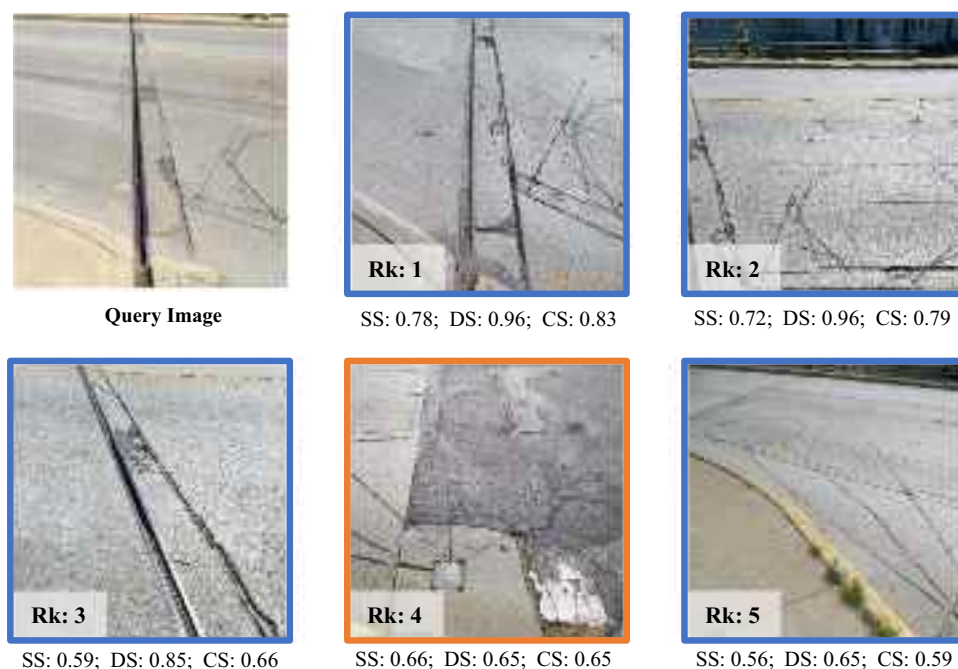 Rk: 1
Rk: 2
Query Image
SS: 0.78; DS: 0.96; CS: 0.83
SS: 0.72; DS: 0.96; CS: 0.79
Rk: 3
Rk: 4
Rk: 5
SS: 0.59; DS: 0.85; CS: 0.66
SS: 0.66; DS: 0.65; CS: 0.65
SS: 0.56; DS: 0.65; CS: 0.59